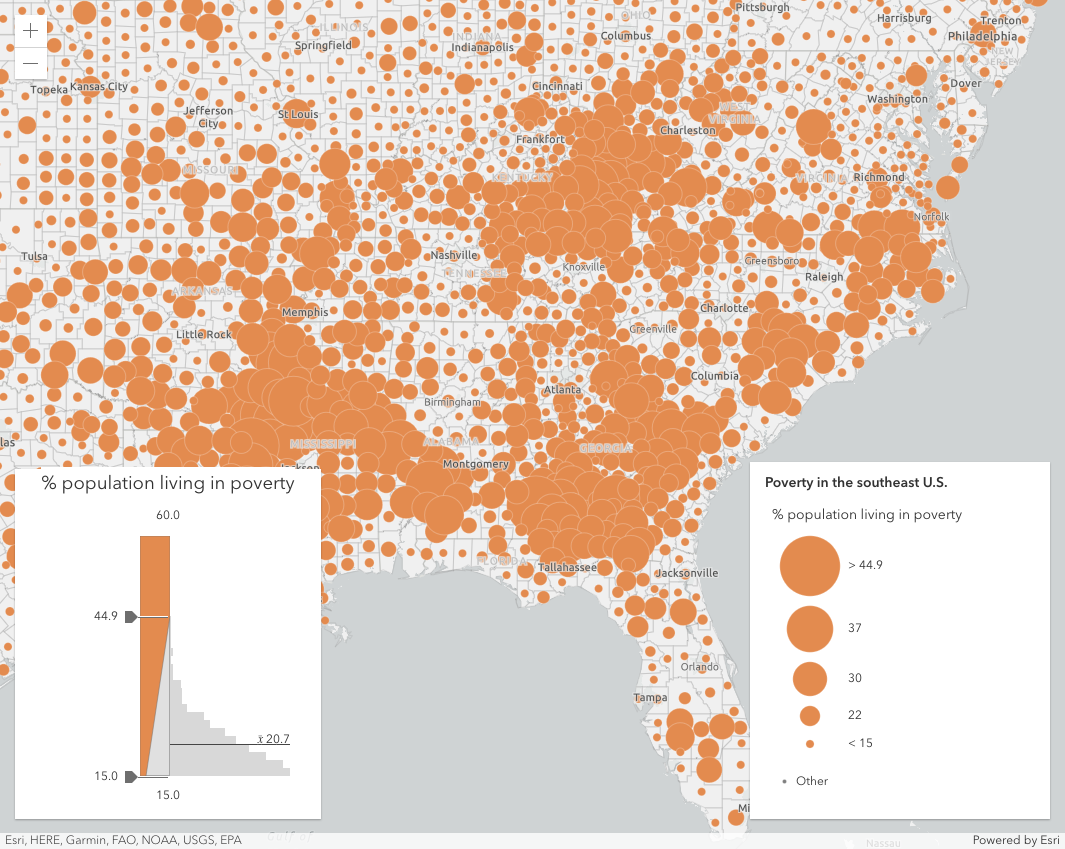 Pittsburgh
OHIO
Harrisburg
Trenton
ILLINOIS
INDIANA
Columbus
Philadelphia
Springfield
Indianapolis
NEW
JERSEY
Topeka
Kansas City
Cincinnati
Dover
Washington
Jefferson
City
St Louis
WEST
VIRGINIA
Charleston
Frankfort
MISSOURI
KENTUCKY
VIRGINIA
Richmond
Norfolk
Tulsa
Nashville
Knoxville
Greensboro
TENNESSEE
Raleigh
ARKANSAS
Memphis
Charlotte
Little Rock
Greenville
Columbia
Atlanta
Birmingham
las
MISSISSIPPI
ALABAMA
GEORGIA
Jackson
Montgomery
FLORIDA
Tallahassee
Jacksonville
Orlando
Tampa
Mi
Nassau
Gulf of
% population living in poverty
60.0
44.9
x̄ 20.7
15.0
15.0
Poverty in the southeast U.S.
% population living in poverty
> 44.9
37
30
22
< 15
Other
Esri, HERE, Garmin, FAO, NOAA, USGS, EPA
Powered by Esri